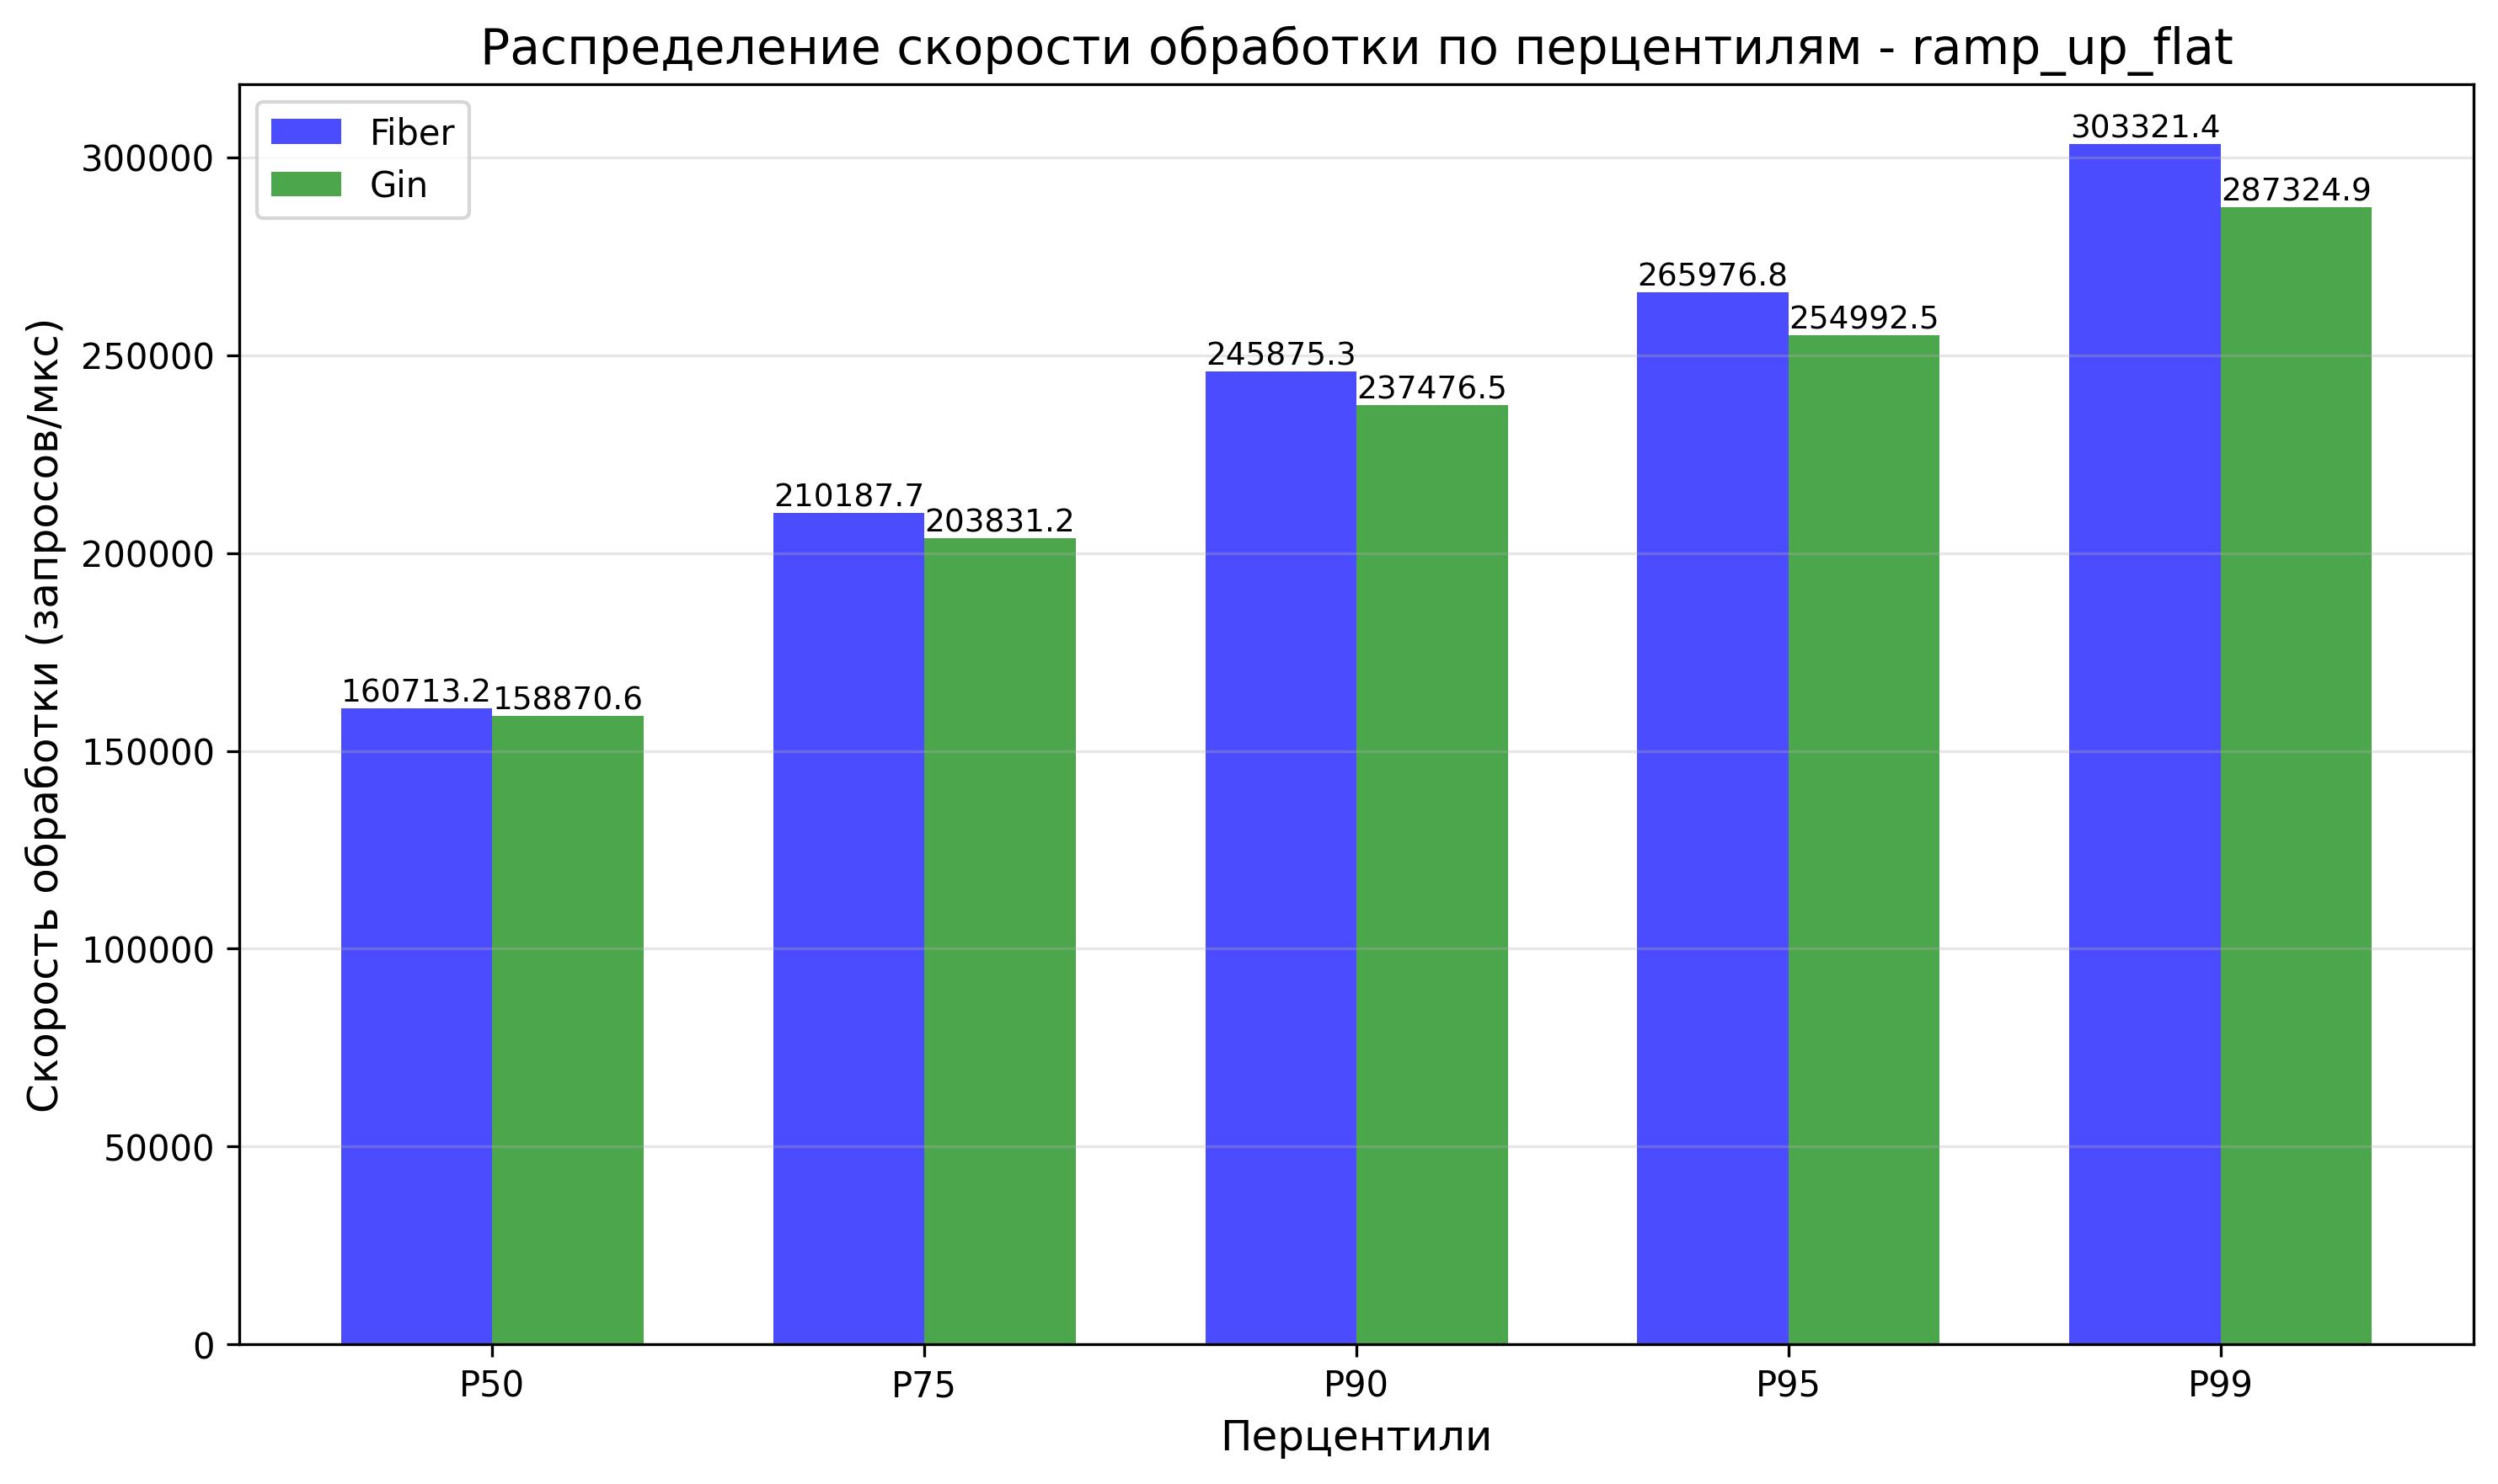 Распределение скорости обработки по перцентилям - ramp_up_flat
Fiber
Gin
Скорость обработки (запросов/мкс)
300000
250000
200000
150000
100000
50000
0
160713.2
158870.6
210187.7
203831.2
245875.3
237476.5
265976.8
254992.5
303321.4
287324.9
P50
P75
P90
P95
P99
Перцентили